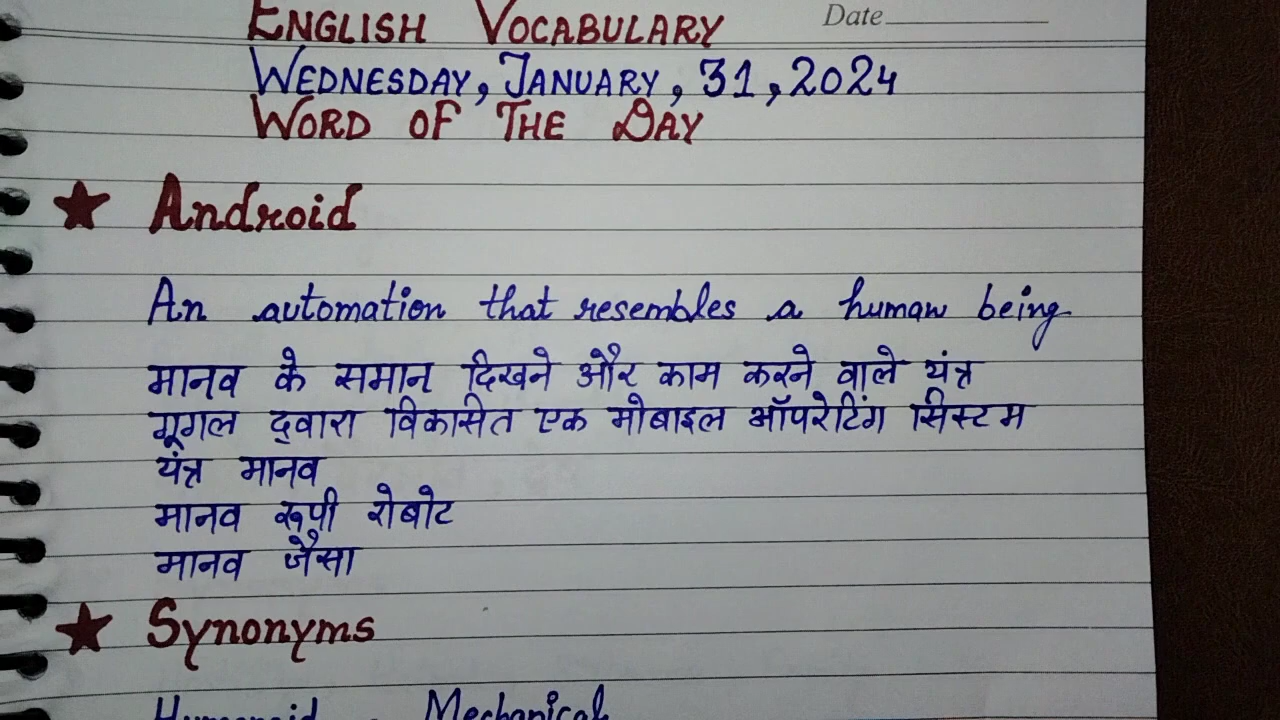 ENGLISH VOCABULARY Date
WEDNESDAY, JANUARY, 31, 2024
WORD OF THE DAY
★ Android
An automation that resembles a human being
मानव के समान दिखने और काम करने वाले यंत्र
गूगल द्वारा विकासित एक मोबाइल ऑपरेटिंग सिस्टम
यंत्र मानव
मानव रूपी रोबोट
मानव जैसा
★ Synonyms
Humanoid, Mechanical